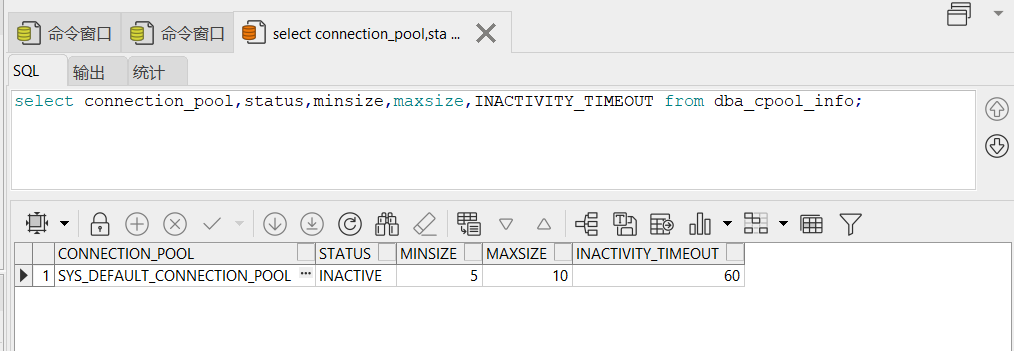 命令窗口 命令窗口 select connection_pool,sta ...
SQL 输出 统计
select connection_pool,status,minsize,maxsize,INACTIVITY_TIMEOUT from dba_cpool_info;
CONNECTION_POOL STATUS MINSIZE MAXSIZE INACTIVITY_TIMEOUT
1 SYS_DEFAULT_CONNECTION_POOL ... INACTIVE 5 10 60